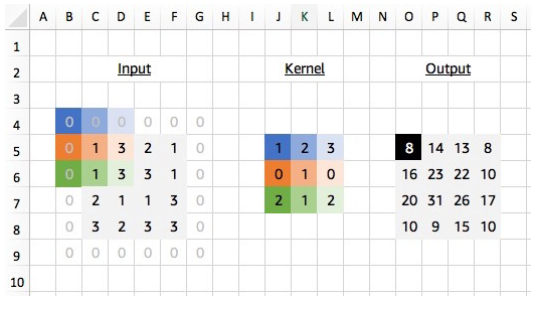 A B C D E F G H I J K L M N O P Q R S
1
2 Input Kernel Output
3
4 0 0 0 0 0 0
5 0 1 3 2 1 0 1 2 3 8 14 13 8
6 0 1 3 3 1 0 0 1 0 16 23 22 10
7 0 2 1 1 3 0 2 1 2 20 31 26 17
8 0 3 2 3 3 0 10 9 15 10
9 0 0 0 0 0 0
10